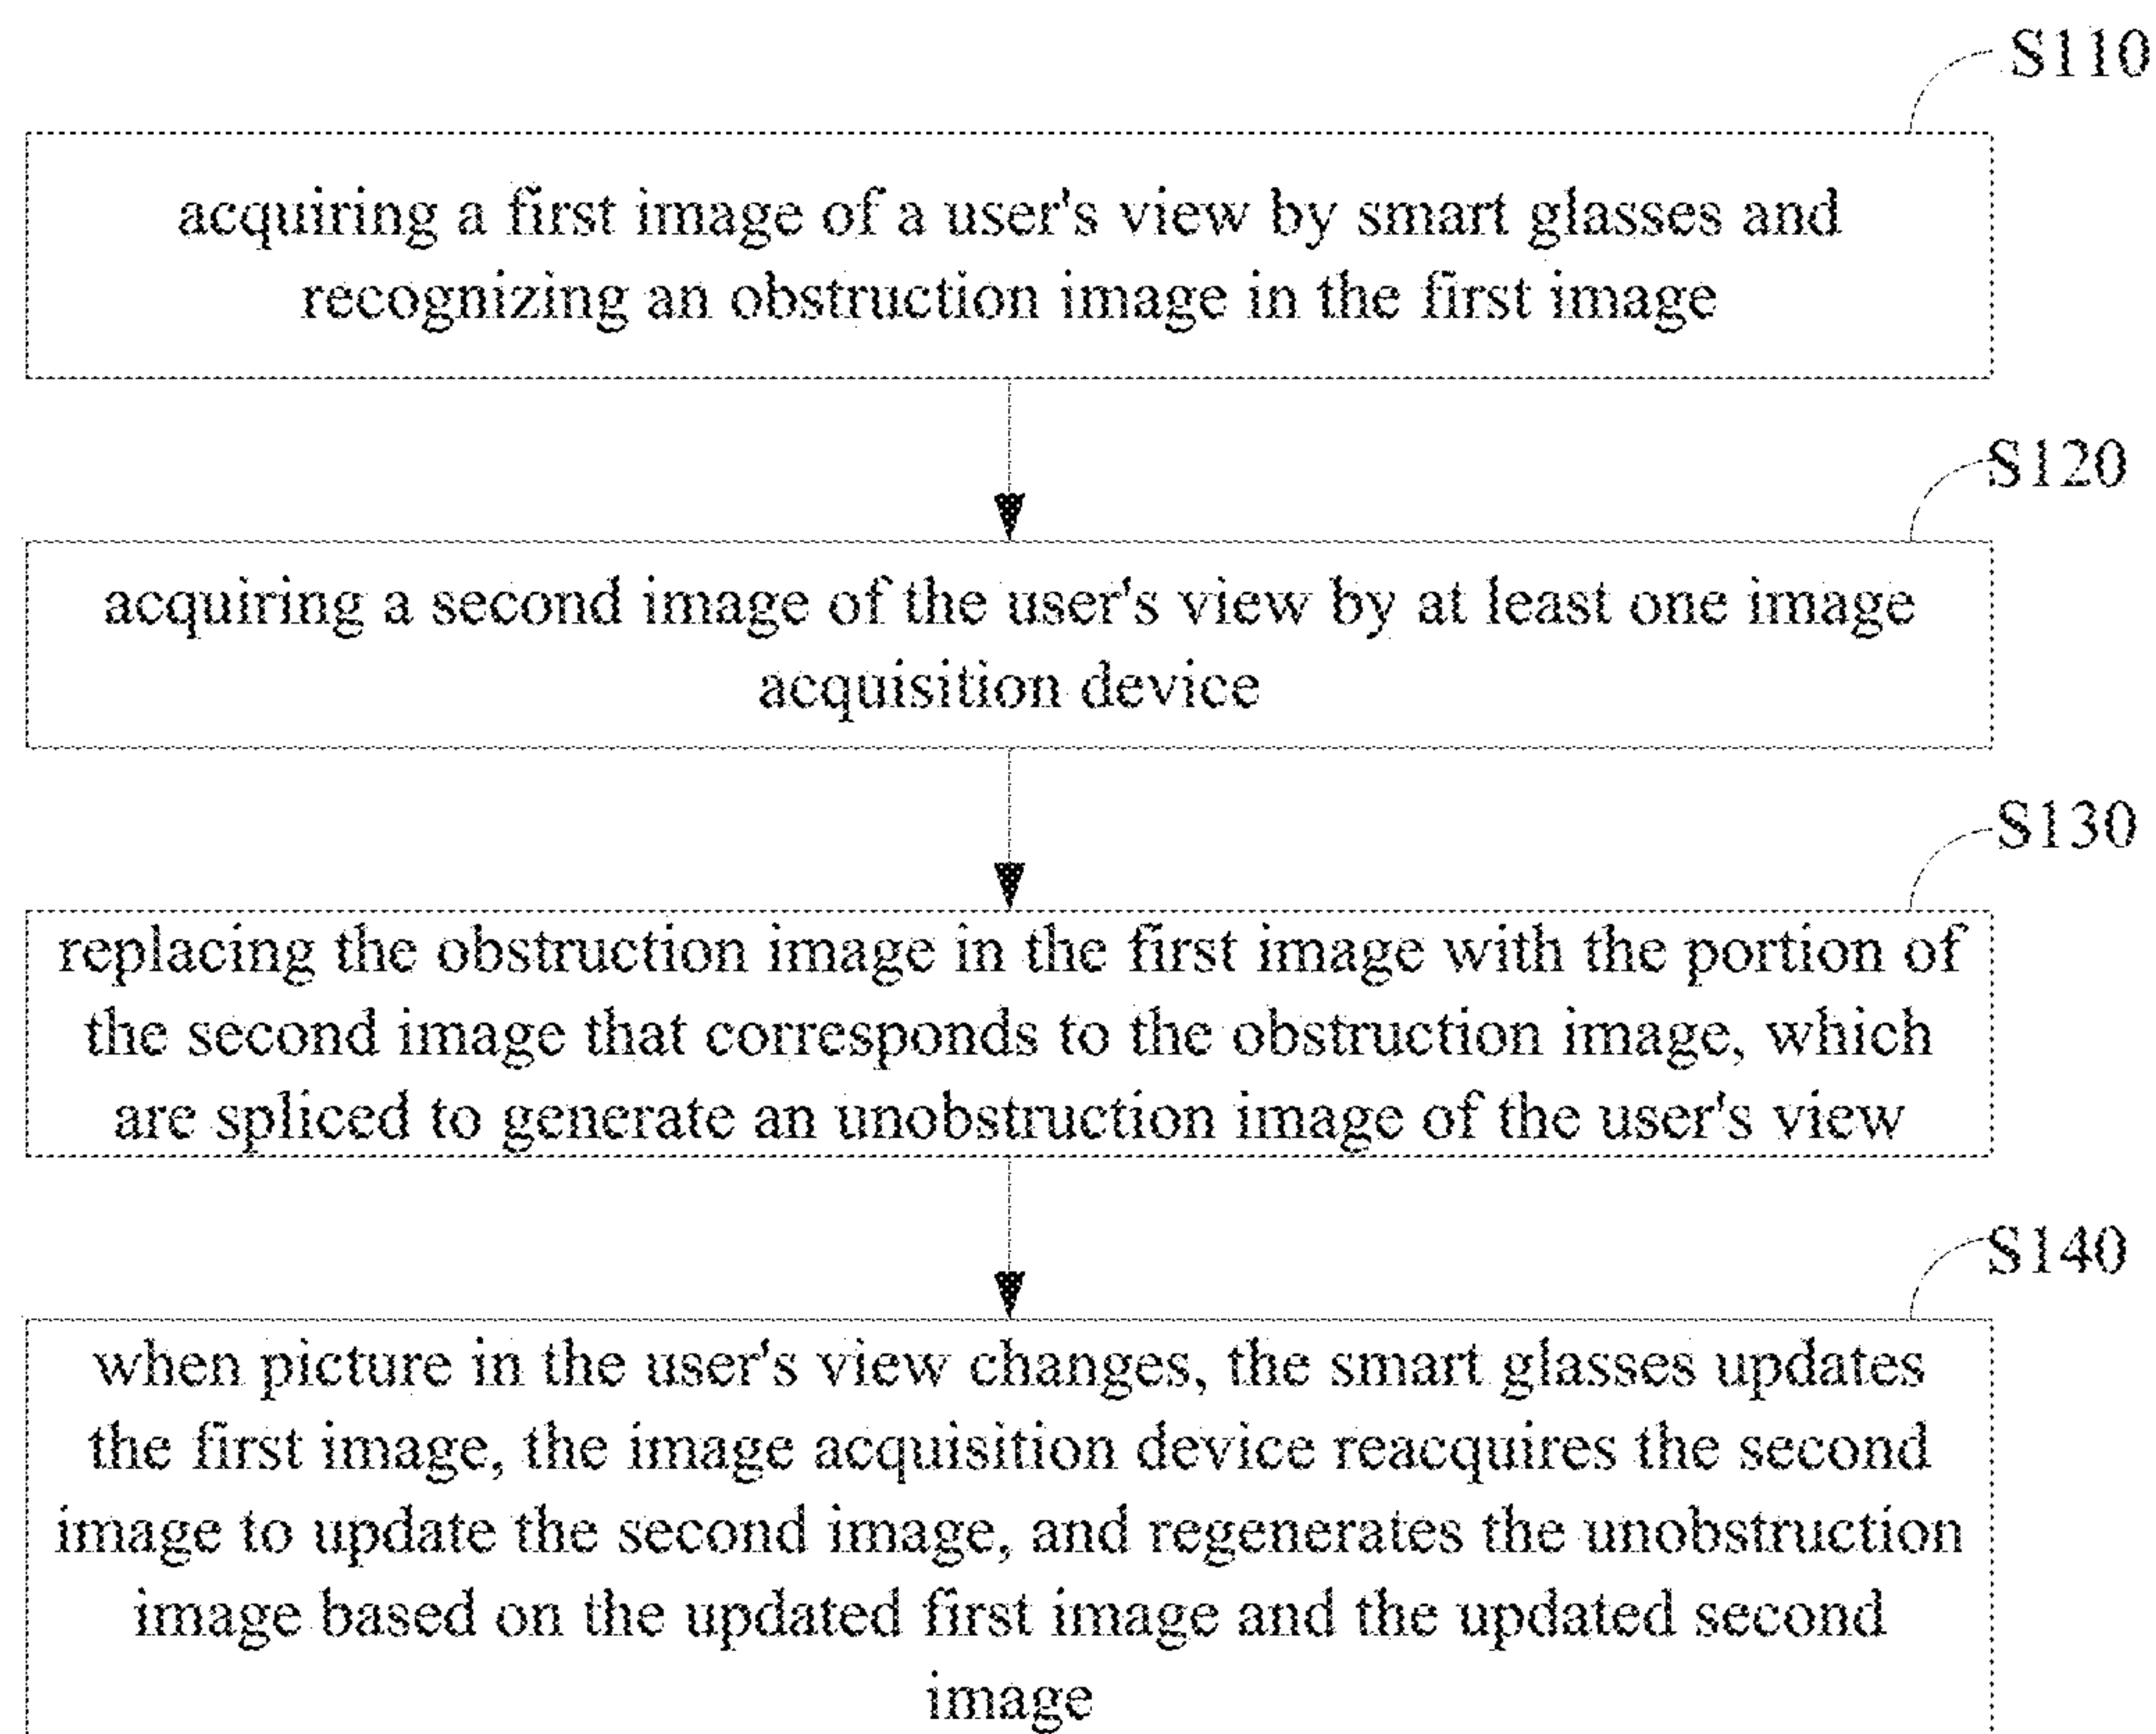 S110
acquiring a first image of a user's view by smart glasses and
recognizing an obstruction image in the first image
S120
acquiring a second image of the user's view by at least one image
acquisition device
S130
replacing the obstruction image in the first image with the portion of
the second image that corresponds to the obstruction image, which
are spliced to generate an unobstruction image of the user's view
S140
when picture in the user's view changes, the smart glasses updates
the first image, the image acquisition device reacquires the second
image to update the second image, and regenerates the unobstruction
image based on the updated first image and the updated second
image